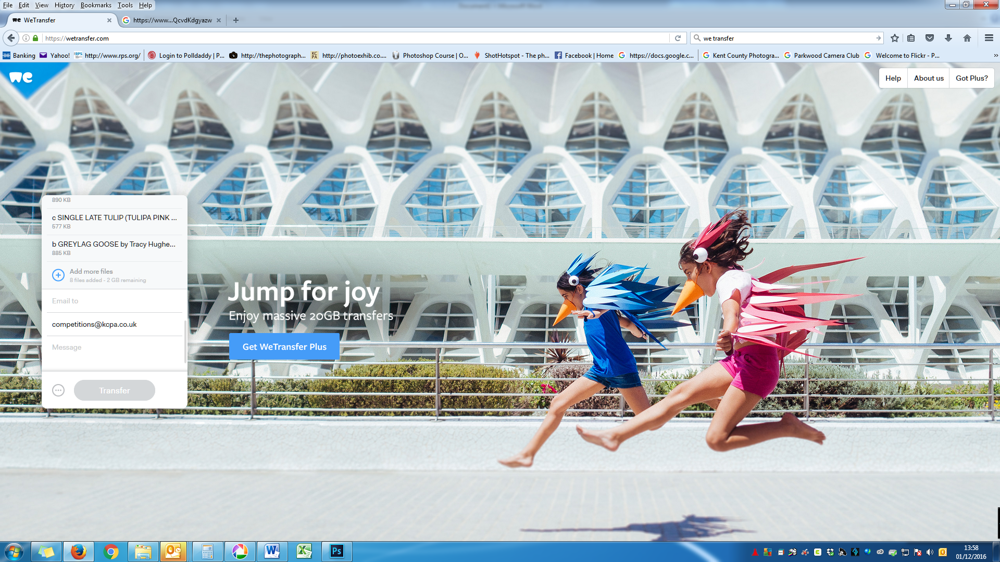 File Edit View History Bookmarks Tools Help
we WeTransfer
https://www...QcvdKdgyazw
https://wetransfer.com
we transfer
Banking
Yahoo!
RPS http://www.rps.org/
Login to Polldaddy | P...
http://thephotograph...
KC PA http://photoexhib.co....
Photoshop Course | O...
ShotHotspot - The ph...
Facebook | Home
https://docs.google.c...
Kent County Photogra...
Parkwood Camera Club
Welcome to Flickr - P...
we
Help
About us
Got Plus?
890 KB
c SINGLE LATE TULIP (TULIPA PINK ...
577 KB
b GREYLAG GOOSE by Tracy Hughe...
885 KB
Add more files
8 files added - 2 GB remaining
Email to
competitions@kcpa.co.uk
Message
Transfer
Jump for joy
Enjoy massive 20GB transfers
Get WeTransfer Plus
Ps
13:58
01/12/2016